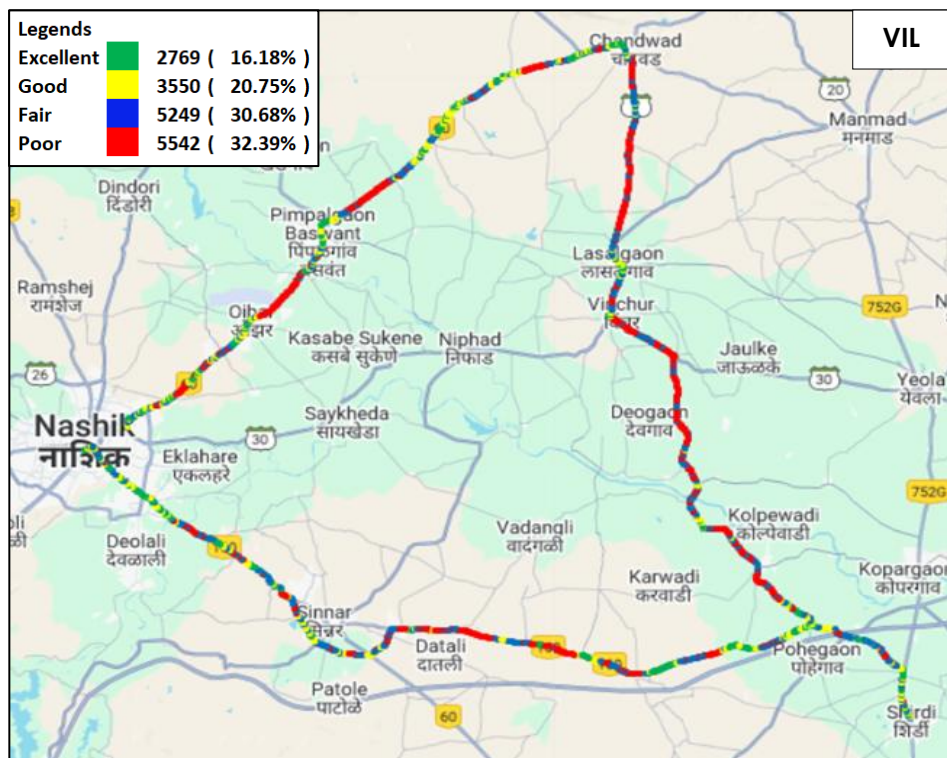 Legends
Excellent 2769 ( 16.18% )
Good 3550 ( 20.75% )
Fair 5249 ( 30.68% )
Poor 5542 ( 32.39% )
VIL
Chandwad
20
Manmad
मनमाड
Dindori
दिंडोरी
Pimpalgaon
Baswant
पिंपळगांव
बसवंत
Lasalgaon
लासलगाव
Ramshej
रामशेज
752G
Vinchur
Kasabe Sukene
कसबे सुकेणे
Niphad
निफाड
Jaulke
जाऊळके
26
30
Yeola
येवला
Deogaon
देवगाव
Saykheda
सायखेडा
Nashik
नाशिक
30
Eklahare
एकलहरे
752G
Kolpewadi
कोल्पेवाडी
Vadangli
वादंगळी
Deolali
देवळाली
Kopargaon
कोपरगाव
Karwadi
करवाडी
Sinnar
सिन्नर
Datali
दातली
Pohegaon
पोहेगाव
Patole
पाटोळे
60
Shirdi
शिर्डी